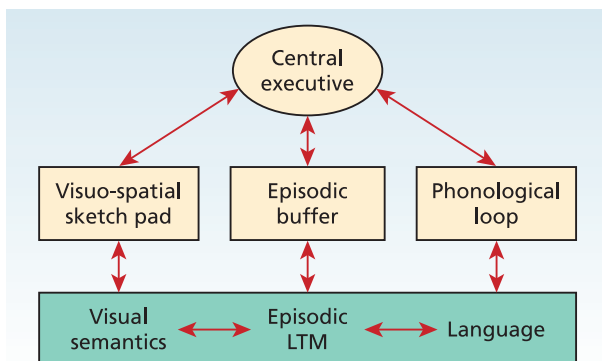 Central
executive
Visuo-spatial
sketch pad
Episodic
buffer
Phonological
loop
Visual
semantics
Episodic
LTM
Language